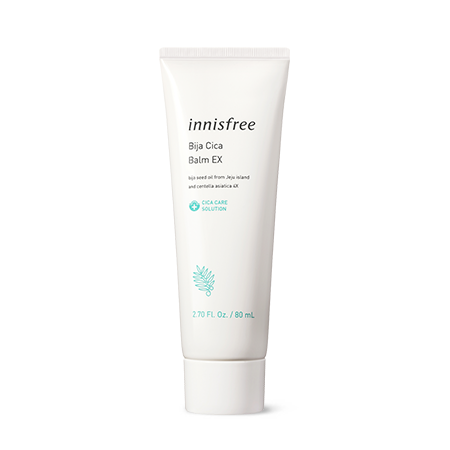 innisfree
Bija Cica
Balm EX
bija seed oil from Jeju island
and centella asiatica 4X
CICA CARE
SOLUTION
2.70 Fl. Oz. / 80 mL